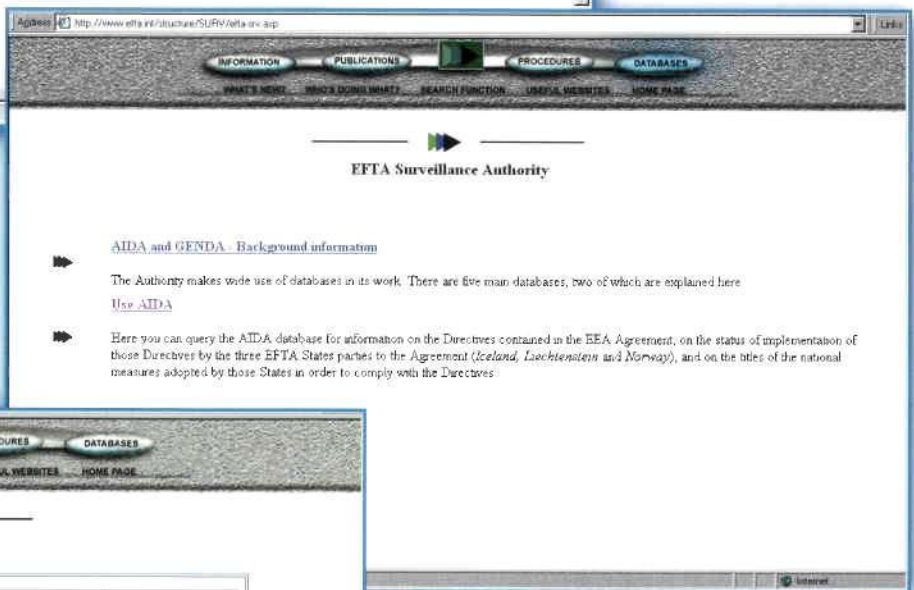 Address http://www.efta.int/structure/SURV/efta-srv.asp Links
INFORMATION PUBLICATIONS PROCEDURES DATABASES
WHAT'S NEW? WHO'S DOING WHAT? SEARCH FUNCTION USEFUL WEBSITES HOME PAGE
EFTA Surveillance Authority
AIDA and GENDA - Background information
The Authority makes wide use of databases in its work. There are five main databases, two of which are explained here
Use AIDA
Here you can query the AIDA database for information on the Directives contained in the EEA Agreement, on the status of implementation of
those Directives by the three EFTA States parties to the Agreement (Iceland, Liechtenstein and Norway), and on the titles of the national
measures adopted by those States in order to comply with the Directives
DURES DATABASES
UL WEBSITES HOME PAGE
Internet